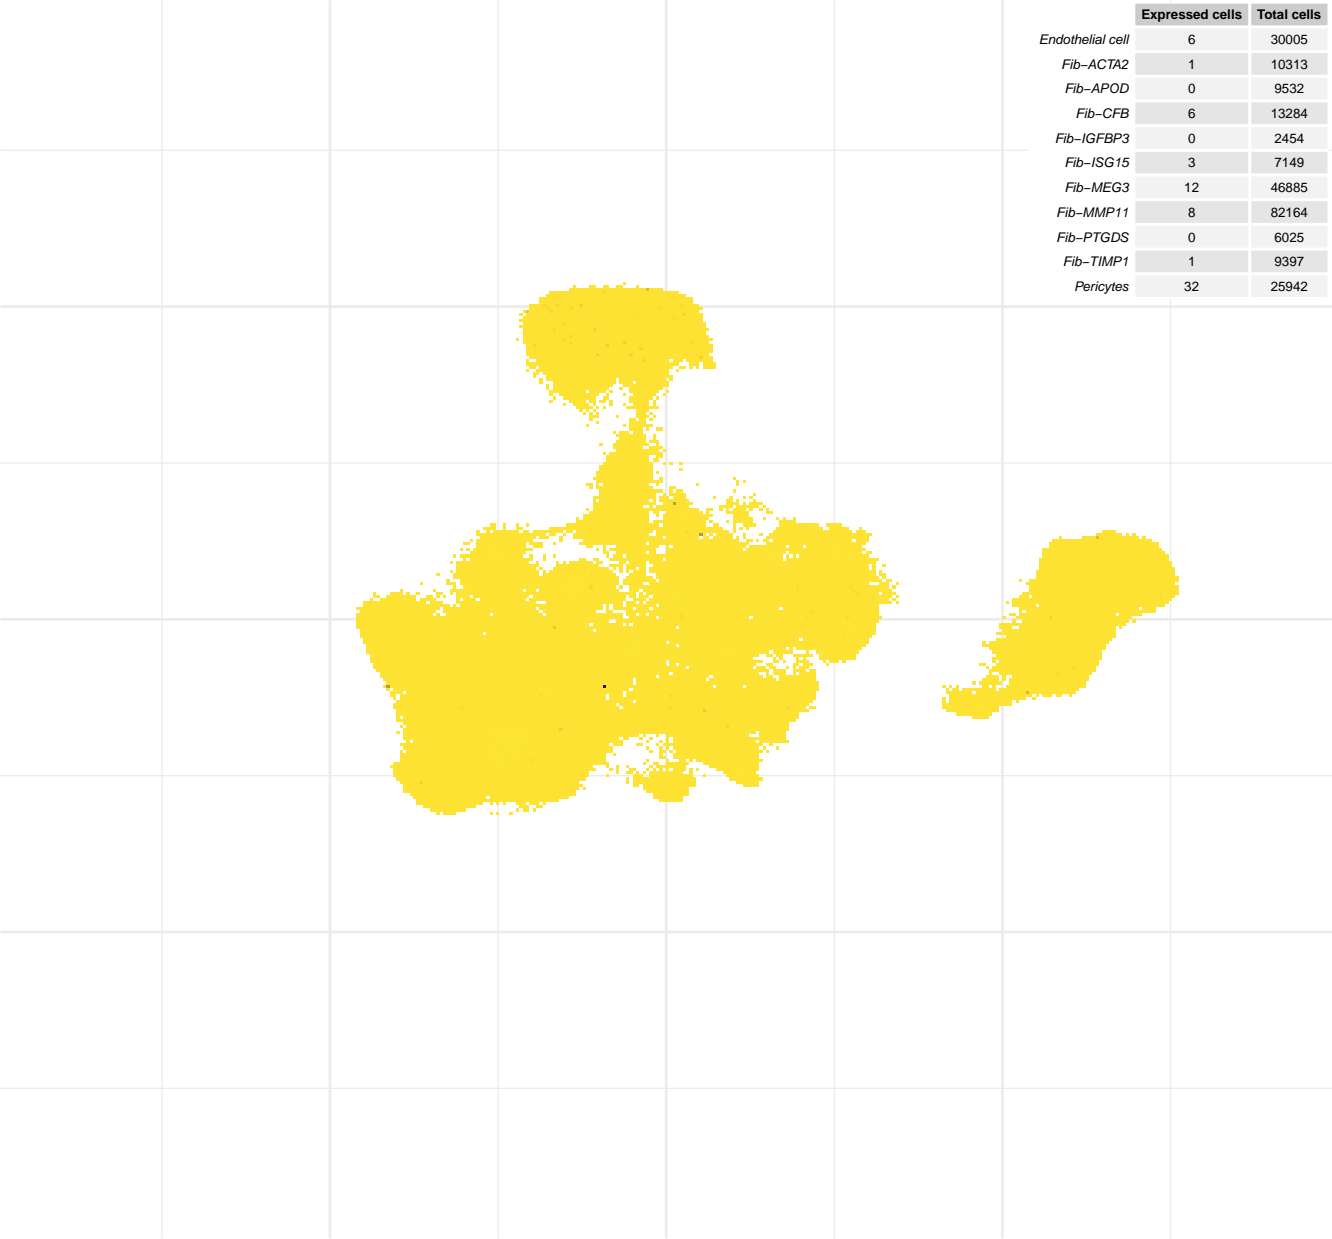 Expressed cells Total cells
Endothelial cell 6 30005
Fib−ACTA2 1 10313
Fib−APOD 0 9532
Fib−CFB 6 13284
Fib−IGFBP3 0 2454
Fib−ISG15 3 7149
Fib−MEG3 12 46885
Fib−MMP11 8 82164
Fib−PTGDS 0 6025
Fib−TIMP1 1 9397
Pericytes 32 25942